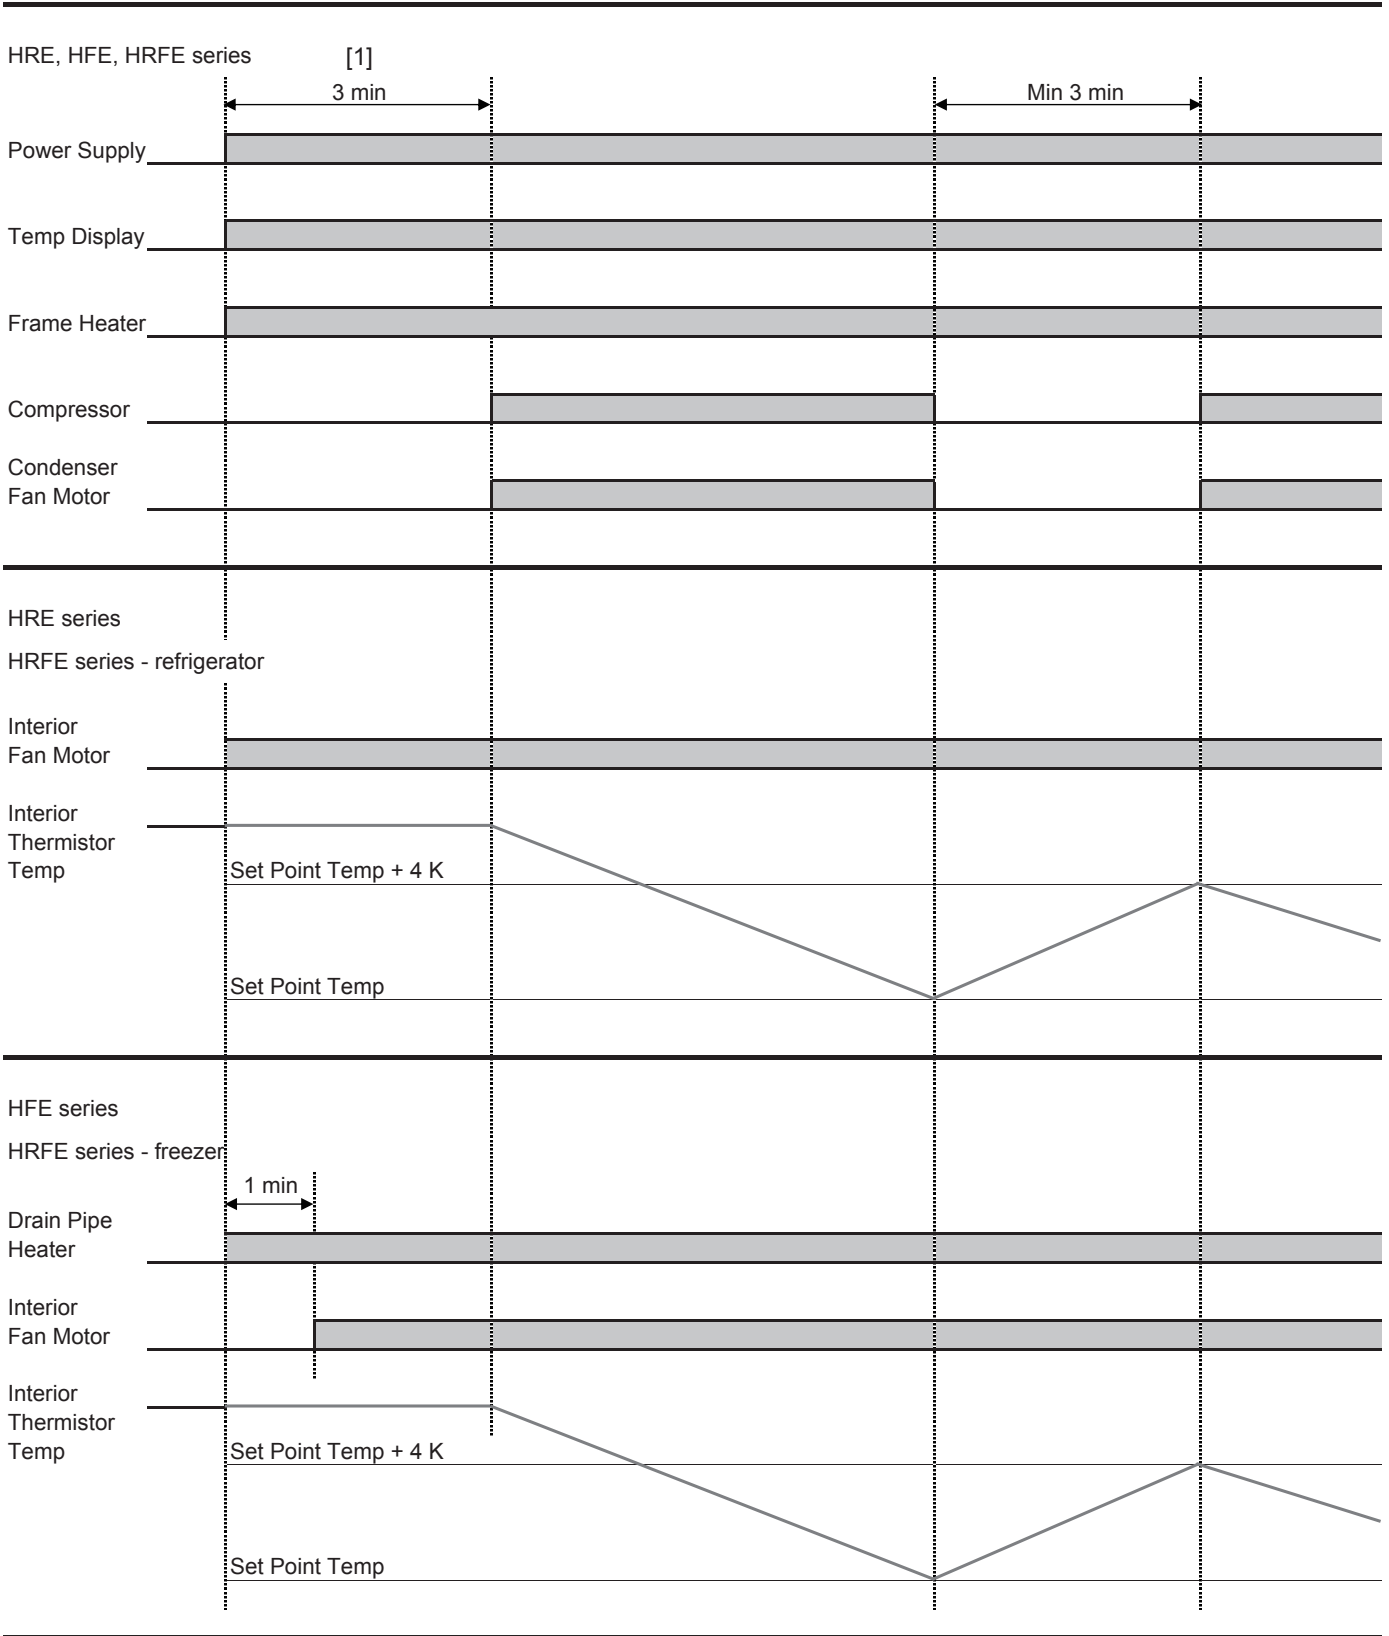 HRE, HFE, HRFE series [1]
3 min Min 3 min
Power Supply
Temp Display
Frame Heater
Compressor
Condenser
Fan Motor
HRE series
HRFE series - refrigerator
Interior
Fan Motor
Interior
Thermistor
Temp
Set Point Temp + 4 K
Set Point Temp
HFE series
HRFE series - freezer
1 min
Drain Pipe
Heater
Interior
Fan Motor
Interior
Thermistor
Temp
Set Point Temp + 4 K
Set Point Temp